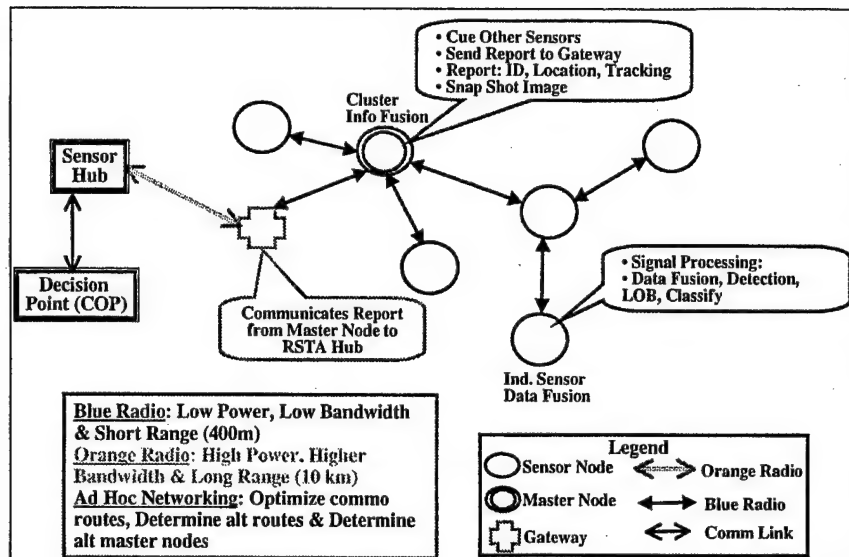 • Cue Other Sensors
• Send Report to Gateway
• Report: ID, Location, Tracking
• Snap Shot Image
Cluster
Info Fusion
Sensor
Hub
Decision
Point (COP)
Communicates Report
from Master Node to
RSTA Hub
• Signal Processing:
• Data Fusion, Detection,
LOB, Classify
Ind. Sensor
Data Fusion
Blue Radio: Low Power, Low Bandwidth
& Short Range (400m)
Orange Radio: High Power. Higher
Bandwidth & Long Range (10 km)
Ad Hoc Networking: Optimize commo
routes, Determine alt routes & Determine
alt master nodes
Legend
Sensor Node
Orange Radio
Master Node
Blue Radio
Gateway
Comm Link